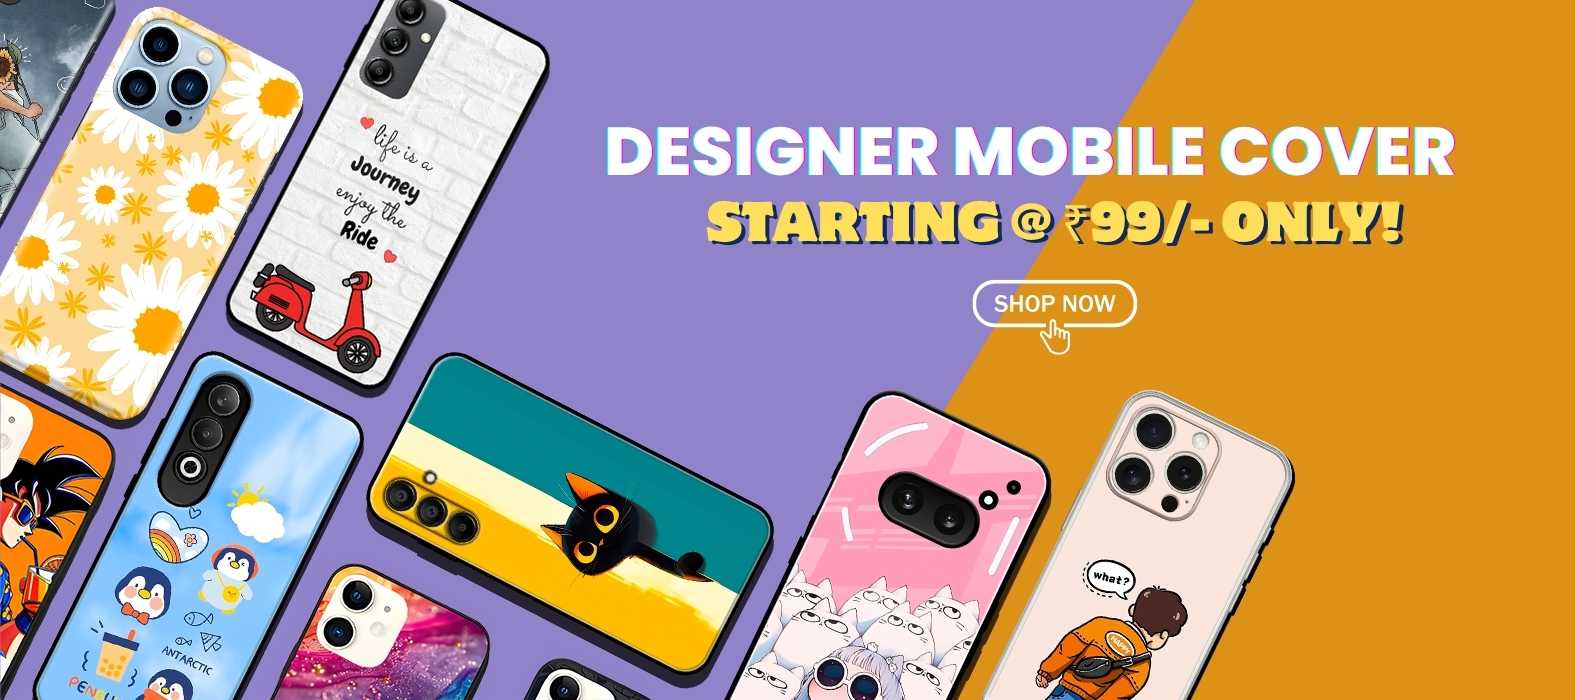 DESIGNER MOBILE COVER
STARTING @ ₹99/- ONLY!
SHOP NOW
life is a
Journey
enjoy the
Ride
ANTARCTIC
what?